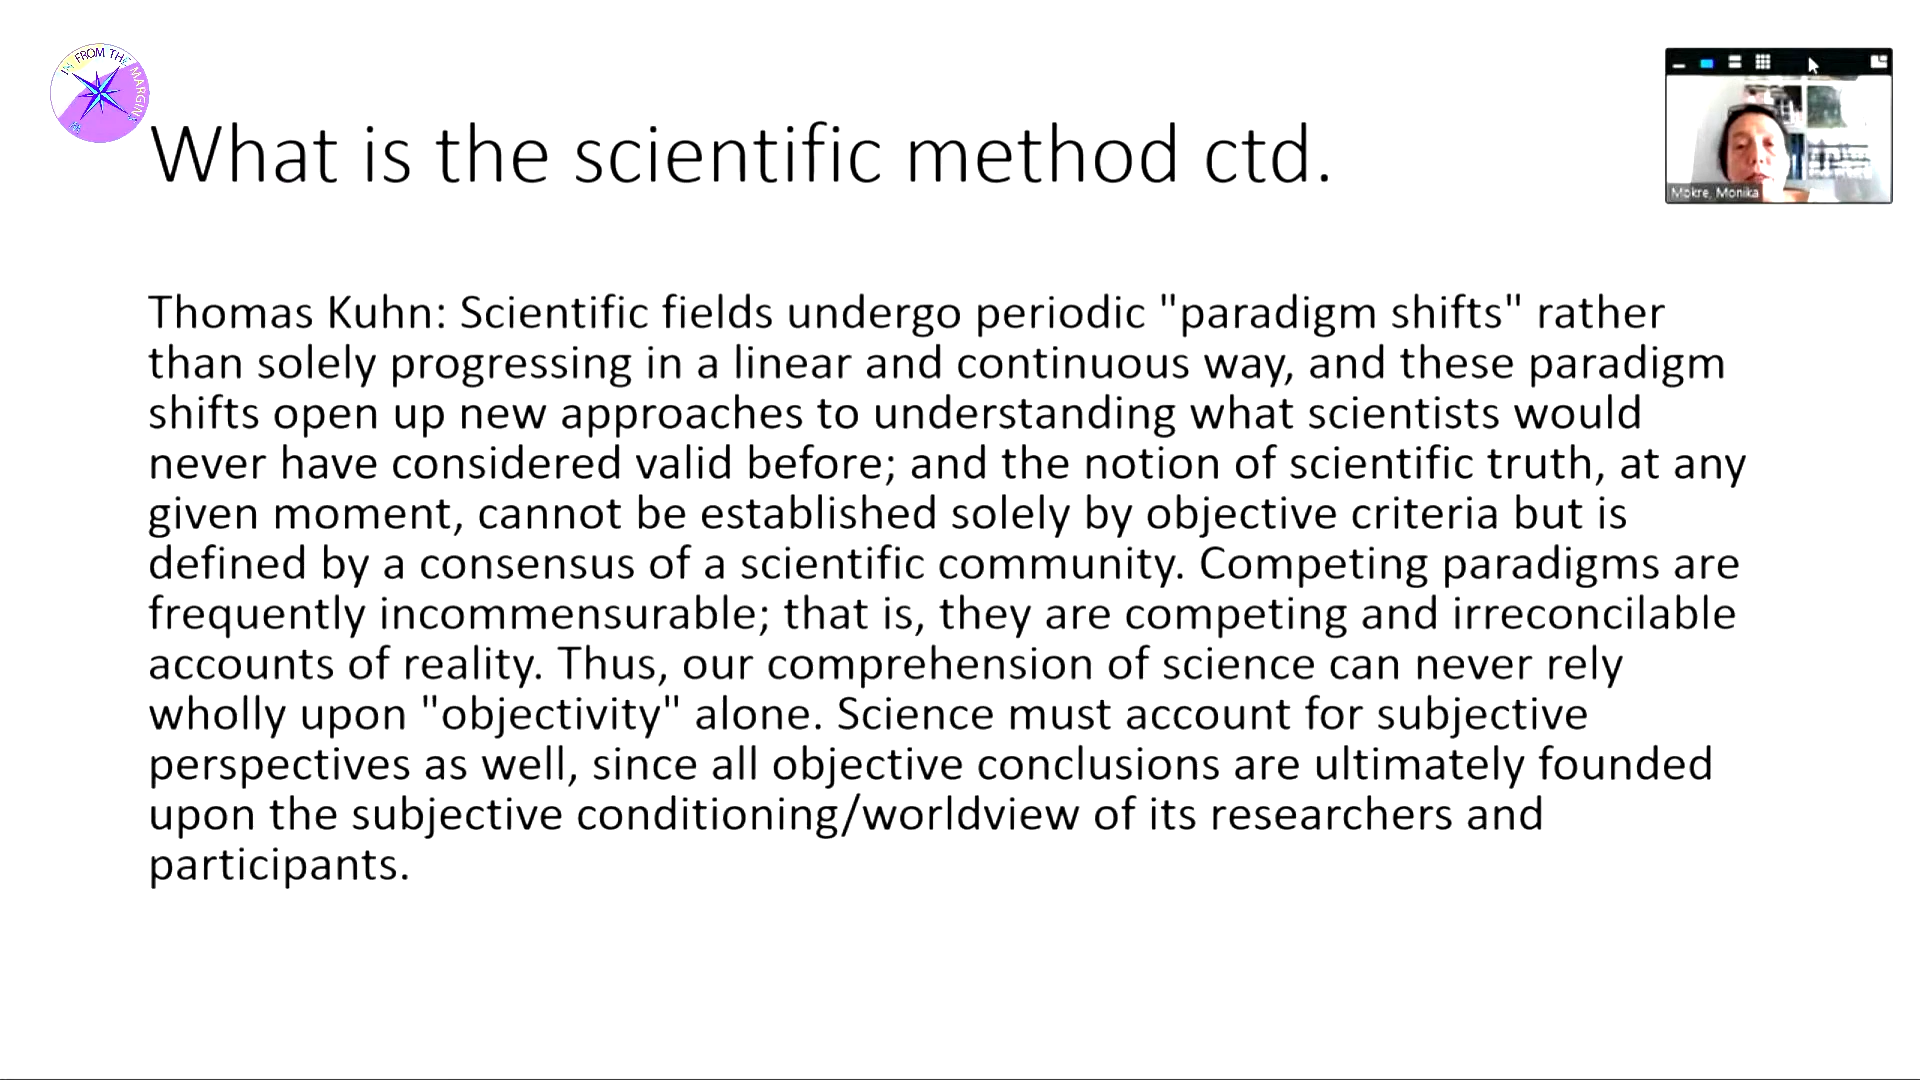 IN FROM THE MARGINS
What is the scientific method ctd.
Mokre, Monika
Thomas Kuhn: Scientific fields undergo periodic "paradigm shifts" rather
than solely progressing in a linear and continuous way, and these paradigm
shifts open up new approaches to understanding what scientists would
never have considered valid before; and the notion of scientific truth, at any
given moment, cannot be established solely by objective criteria but is
defined by a consensus of a scientific community. Competing paradigms are
frequently incommensurable; that is, they are competing and irreconcilable
accounts of reality. Thus, our comprehension of science can never rely
wholly upon "objectivity" alone. Science must account for subjective
perspectives as well, since all objective conclusions are ultimately founded
upon the subjective conditioning/worldview of its researchers and
participants.